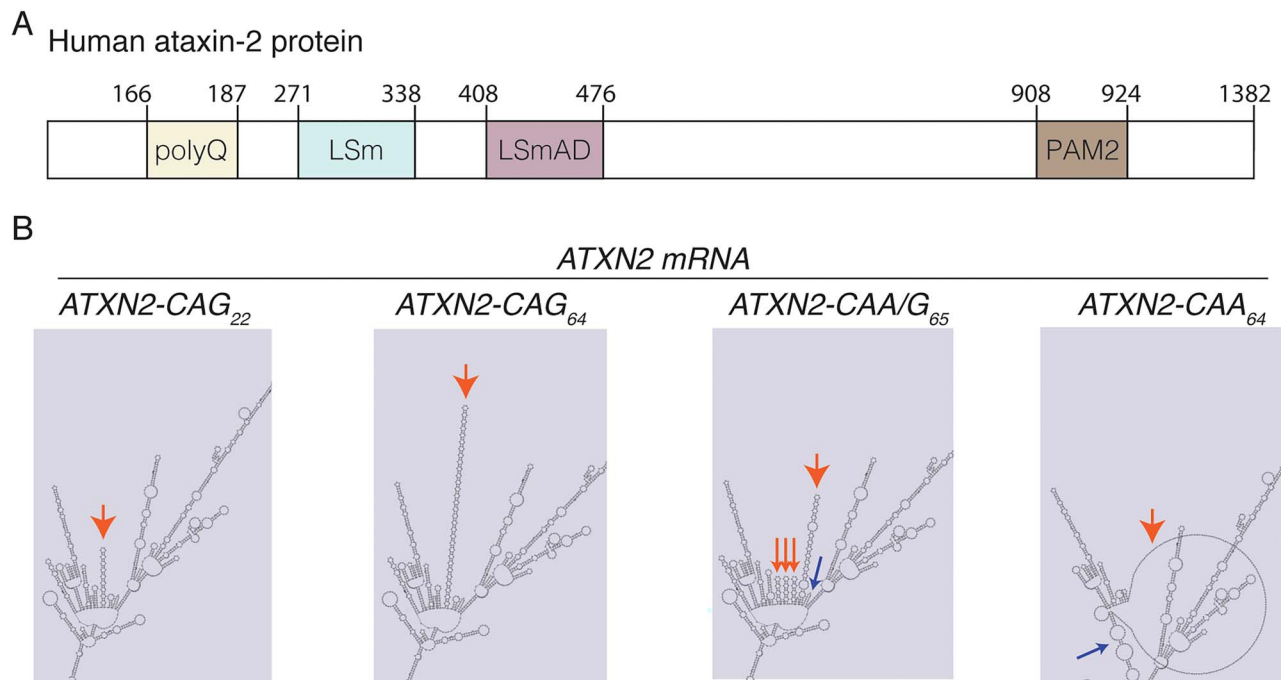 A
Human ataxin-2 protein
166 187 271 338 408 476 908 924 1382
polyQ LSm LSmAD PAM2
B
ATXN2 mRNA
ATXN2-CAG22 ATXN2-CAG64 ATXN2-CAA/G65 ATXN2-CAA64